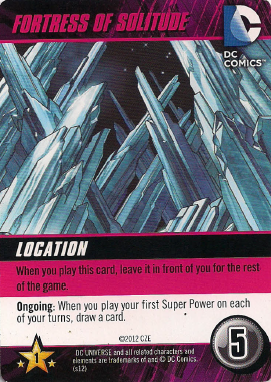 FORTRESS OF SOLITUDE
DC
COMICS™
LOCATION
When you play this card, leave it in front of you for the rest
of the game.
Ongoing: When you play your first Super Power on each
of your turns, draw a card.
©2012 CZE
1
DC UNIVERSE and all related characters and
elements are trademarks of and © DC Comics.
(s12)
5